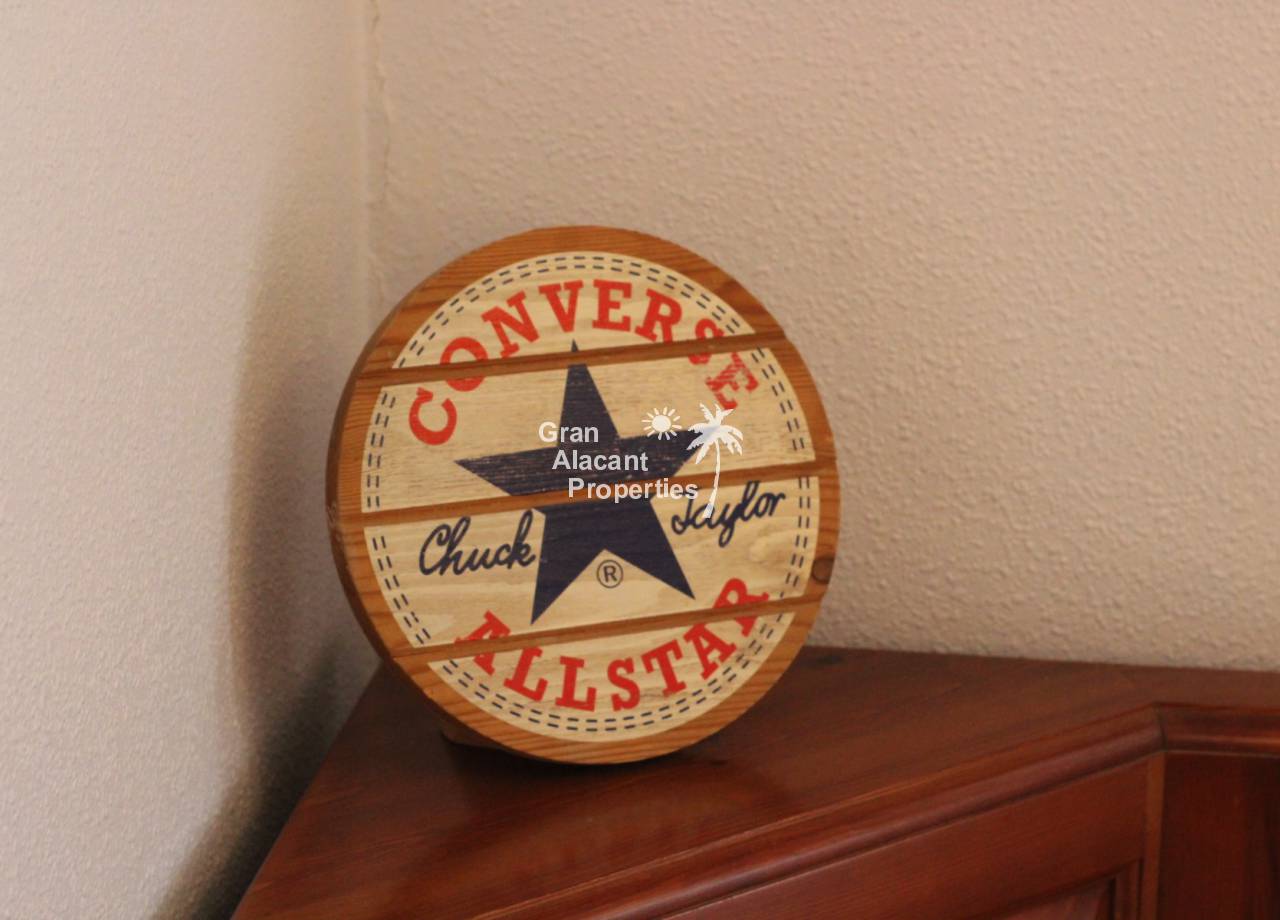 CONVERSE
Gran
Alacant
Properties
Chuck Taylor
®
ALLSTAR